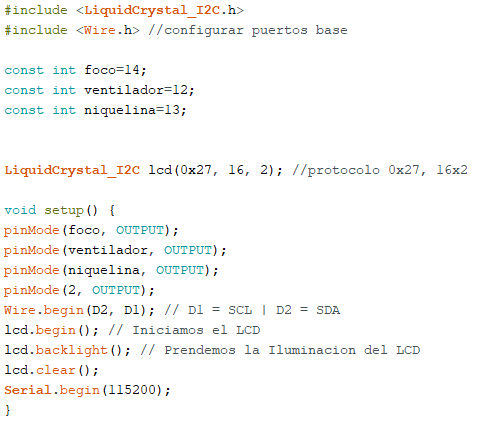 #include <LiquidCrystal_I2C.h>
#include <Wire.h> //configurar puertos base
const int foco=14;
const int ventilador=12;
const int niquelina=13;
LiquidCrystal_I2C lcd(0x27, 16, 2); //protocolo 0x27, 16x2
void setup() {
pinMode(foco, OUTPUT);
pinMode(ventilador, OUTPUT);
pinMode(niquelina, OUTPUT);
pinMode(2, OUTPUT);
Wire.begin(D2, D1); // D1 = SCL | D2 = SDA
lcd.begin(); // Iniciamos el LCD
lcd.backlight(); // Prendemos la Iluminacion del LCD
lcd.clear();
Serial.begin(115200);
}